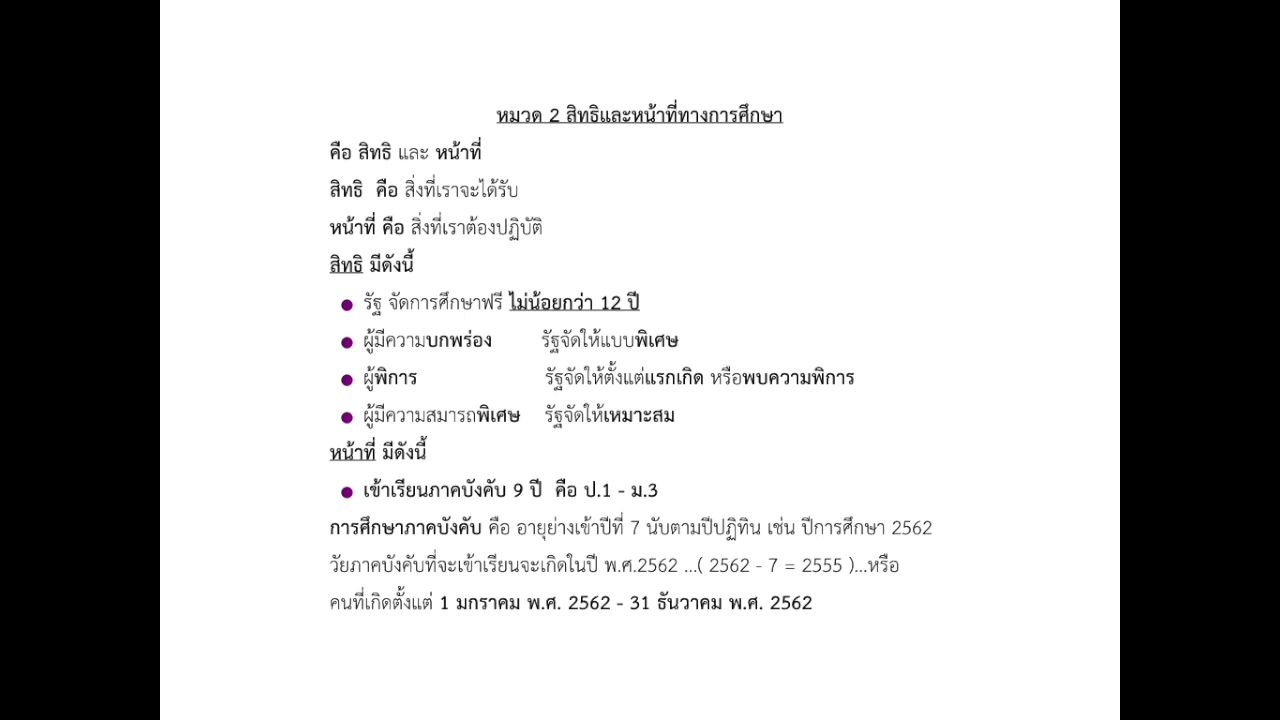 หมวด 2 สิทธิและหน้าที่ทางการศึกษา
คือ สิทธิ และ หน้าที่
สิทธิ คือ สิ่งที่เราจะได้รับ
หน้าที่ คือ สิ่งที่เราต้องปฏิบัติ
สิทธิ มีดังนี้
● รัฐ จัดการศึกษาฟรี ไม่น้อยกว่า 12 ปี
● ผู้มีความบกพร่อง รัฐจัดให้แบบพิเศษ
● ผู้พิการ รัฐจัดให้ตั้งแต่แรกเกิด หรือพบความพิการ
● ผู้มีความสมารถพิเศษ รัฐจัดให้เหมาะสม
หน้าที่ มีดังนี้
● เข้าเรียนภาคบังคับ 9 ปี คือ ป.1 - ม.3
การศึกษาภาคบังคับ คือ อายุย่างเข้าปีที่ 7 นับตามปีปฏิทิน เช่น ปีการศึกษา 2562
วัยภาคบังคับที่จะเข้าเรียนจะเกิดในปี พ.ศ.2562 ...( 2562 - 7 = 2555 )...หรือ
คนที่เกิดตั้งแต่ 1 มกราคม พ.ศ. 2562 - 31 ธันวาคม พ.ศ. 2562